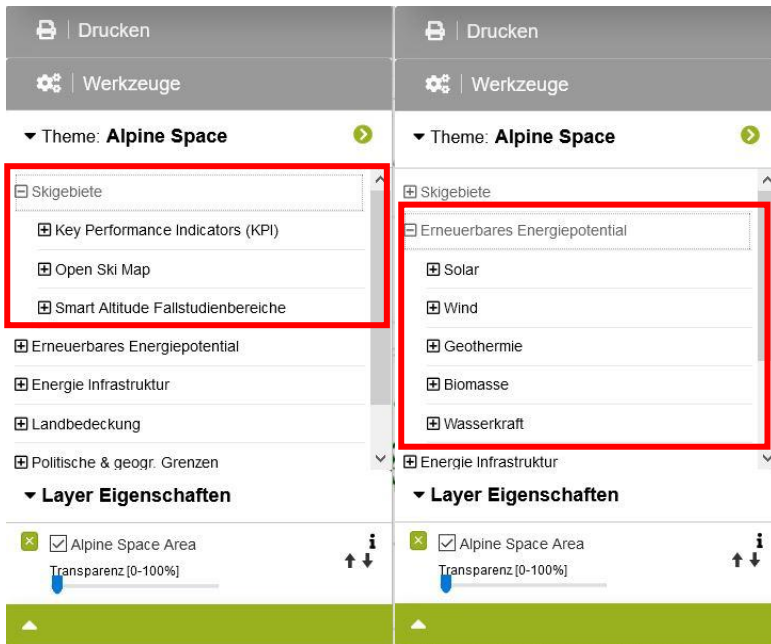 Drucken
Werkzeuge
Theme: Alpine Space
Skigebiete
Key Performance Indicators (KPI)
Open Ski Map
Smart Altitude Fallstudienbereiche
Erneuerbares Energiepotential
Energie Infrastruktur
Landbedeckung
Politische & geogr. Grenzen
Layer Eigenschaften
Alpine Space Area
Transparenz [0-100%]
Drucken
Werkzeuge
Theme: Alpine Space
Skigebiete
Erneuerbares Energiepotential
Solar
Wind
Geothermie
Biomasse
Wasserkraft
Energie Infrastruktur
Layer Eigenschaften
Alpine Space Area
Transparenz [0-100%]